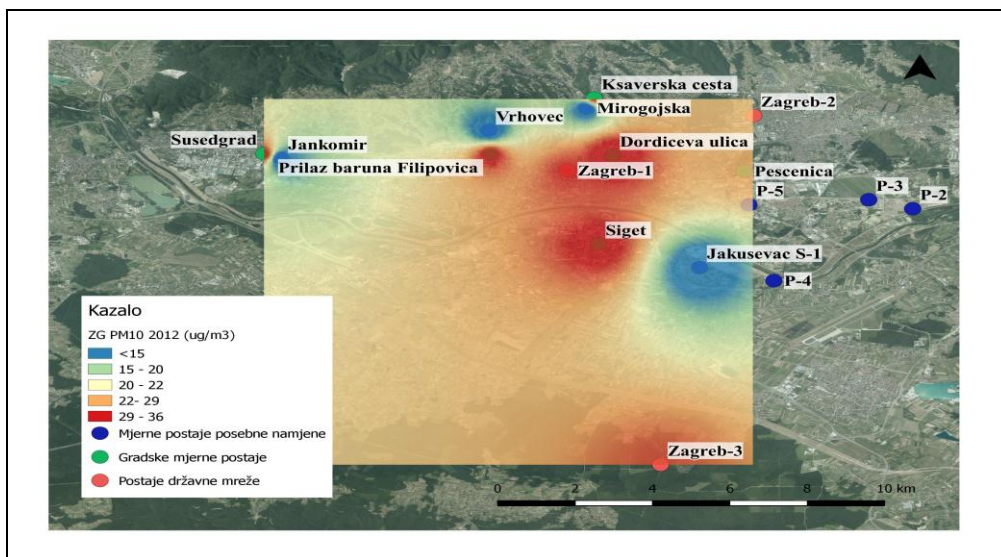 Ksaverska cesta
Zagreb-2
Mirogojska
Vrhovec
Susedgrad
Jankomir
Dordiceva ulica
Prilaz baruna Filipovica
Zagreb-1
Pescenica
P-5
P-3
P-2
Siget
Jakusevac S-1
P-4
Zagreb-3
Kazalo
ZG PM10 2012 (ug/m3)
<15
15 - 20
20 - 22
22- 29
29 - 36
Mjerne postaje posebne namjene
Gradske mjerne postaje
Postaje državne mreže
0 2 4 6 8 10 km